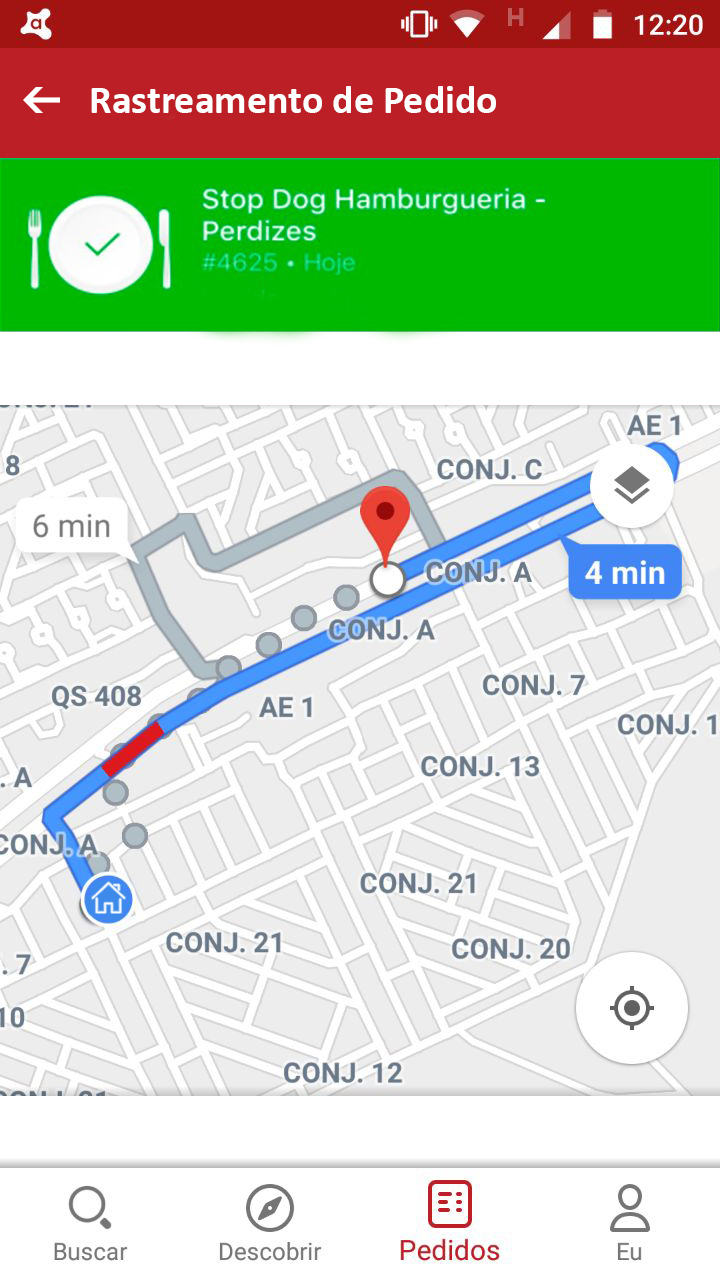 H
12:20
Rastreamento de Pedido
Stop Dog Hamburgueria -
Perdizes
#4625 • Hoje
AE 1
8
CONJ. C
6 min
CONJ. A
4 min
CONJ. A
CONJ. 7
QS 408
AE 1
CONJ. 1
CONJ. 13
. A
CONJ. A
CONJ. 21
CONJ. 21
CONJ. 20
. 7
10
CONJ. 12
Buscar
Descobrir
Pedidos
Eu